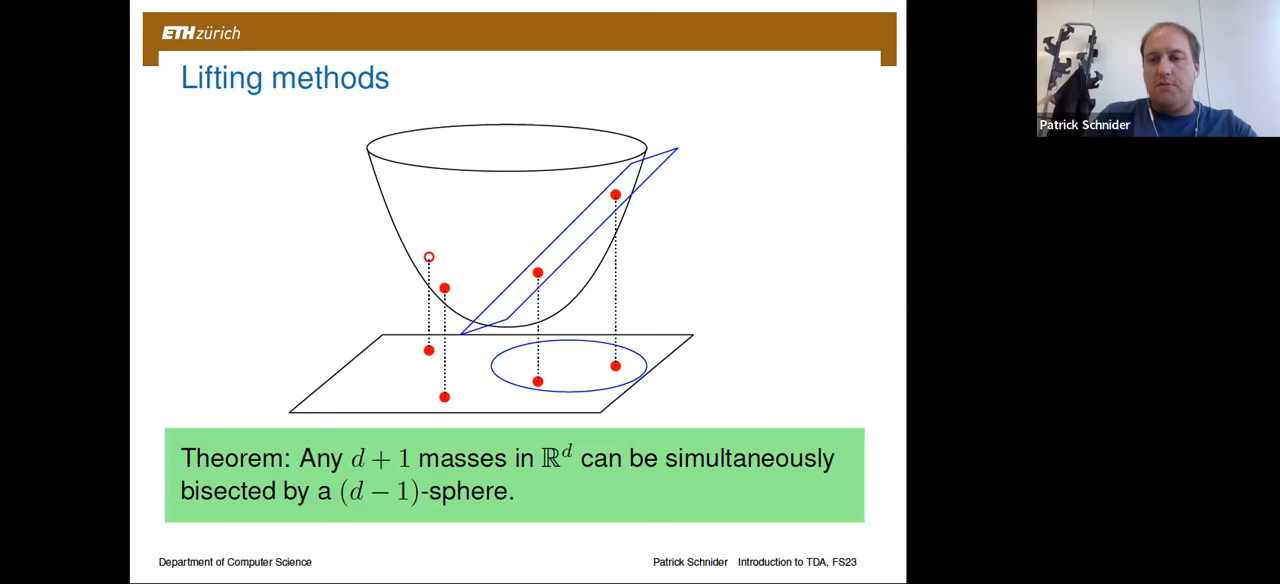 ETH zürich
Lifting methods
Patrick Schnider
Theorem: Any d + 1 masses in ℝ^d can be simultaneously
bisected by a (d − 1)-sphere.
Department of Computer Science
Patrick Schnider Introduction to TDA, FS23